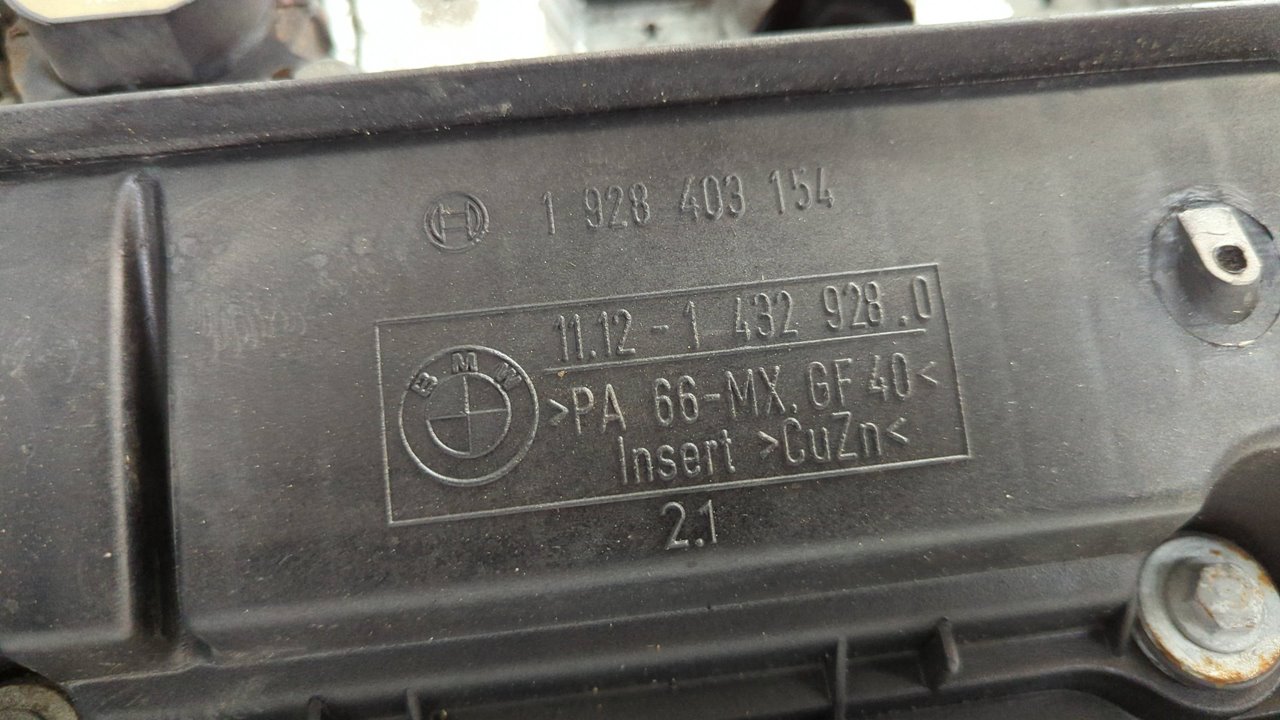 1 928 403 154
11.12 - 1 432 928.0
BMW
>PA 66-MX.GF 40<
Insert >CuZn<
2.1